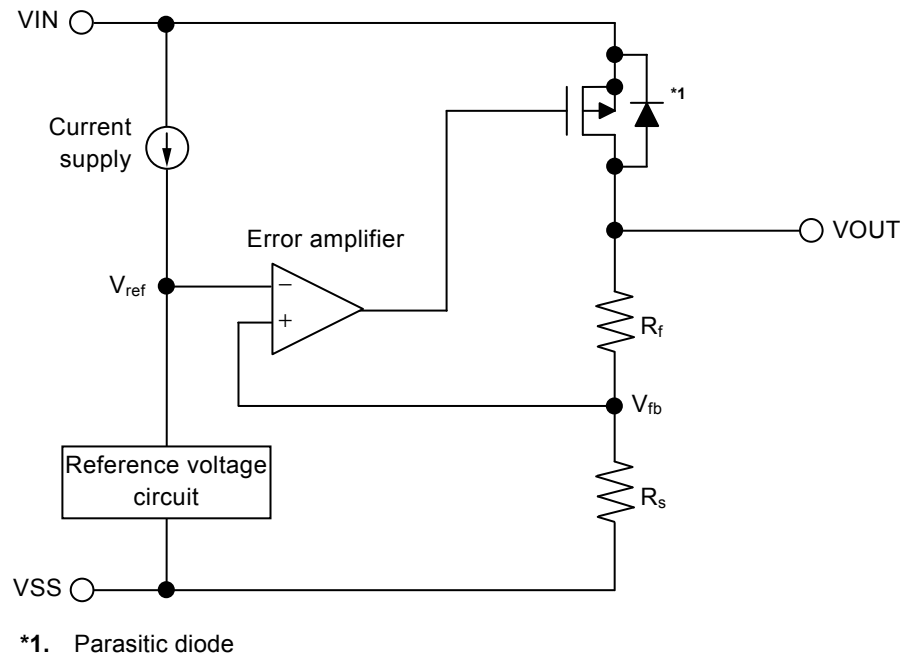 VIN
*1
Current
supply
Error amplifier
VOUT
Vref
−
+
Rf
Vfb
Reference voltage
circuit
Rs
VSS
*1. Parasitic diode